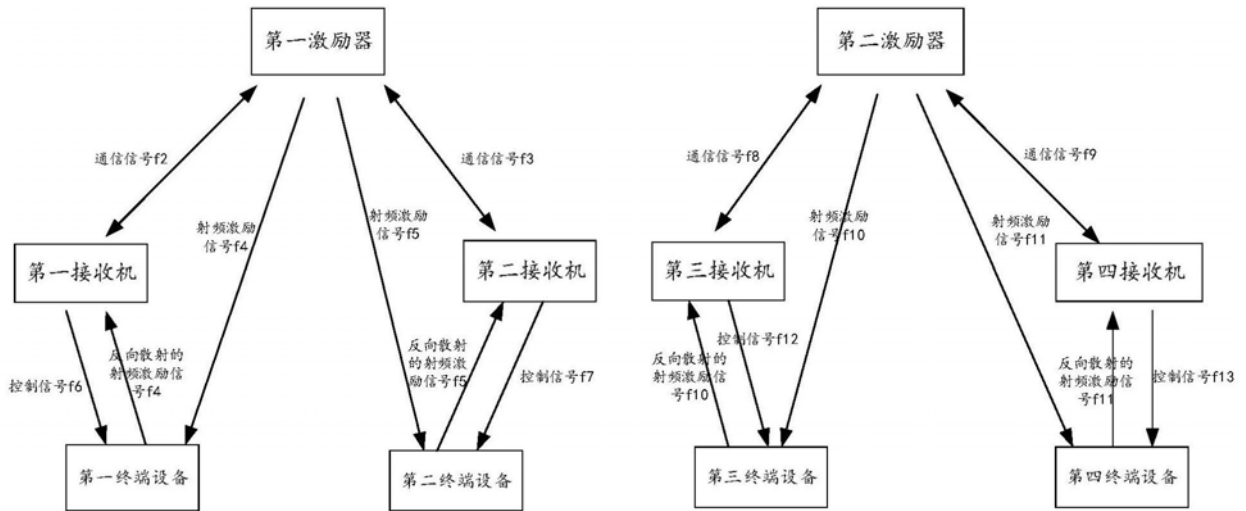 第一激励器
第二激励器
通信信号f2
通信信号f3
通信信号f8
通信信号f9
射频激励
信号f4
射频激励
信号f5
射频激励
信号f10
射频激励
信号f11
第一接收机
第二接收机
第三接收机
第四接收机
控制信号f6
反向散射的
射频激励信
号f4
反向散射
的射频激
励信号f5
控制信号f7
反向散射的
射频激励信
号f10
控制信号f12
反向散射的
射频激励信
号f11
控制信号f13
第一终端设备
第二终端设备
第三终端设备
第四终端设备